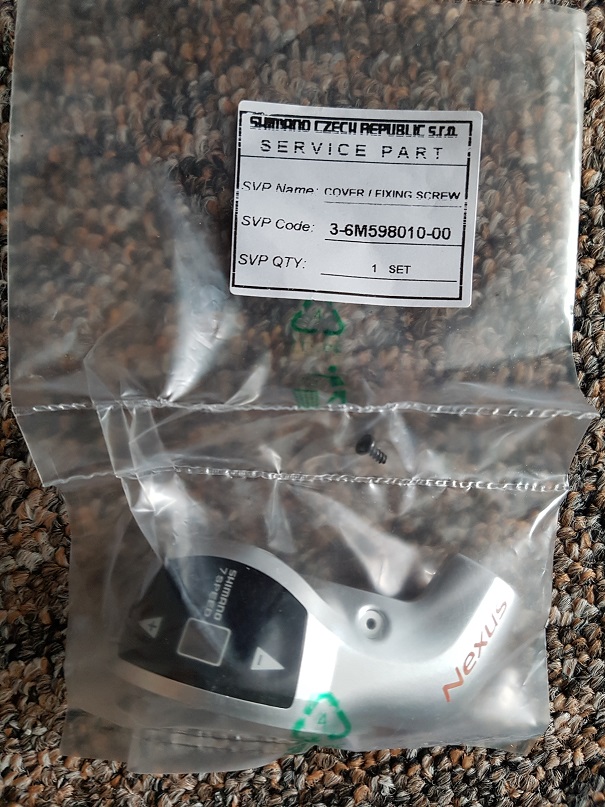 SHIMANO CZECH REPUBLIC s.r.o.
SERVICE PART
SVP Name: COVER / FIXING SCREW
SVP Code: 3-6M598010-00
SVP QTY: 1 SET
4
SHIMANO
7 SPEED
+
−
Nexus
4